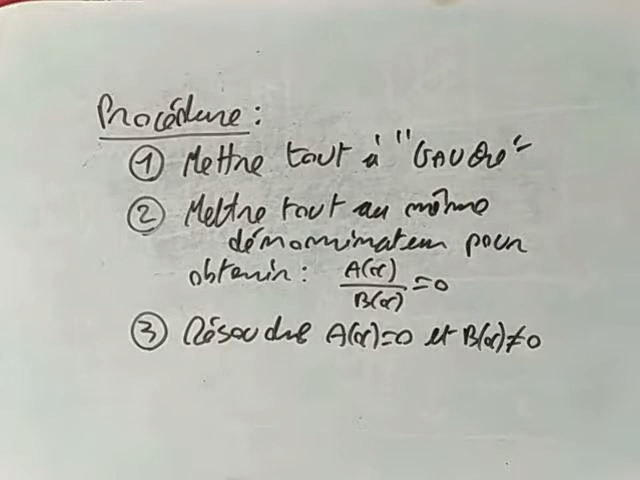 Procédure :
① Mettre tout à "GAUCHE"
② Mettre tout au même
dénominateur pour
obtenir : A(x)/B(x) = 0
③ Résoudre A(x)=0 et B(x)≠0